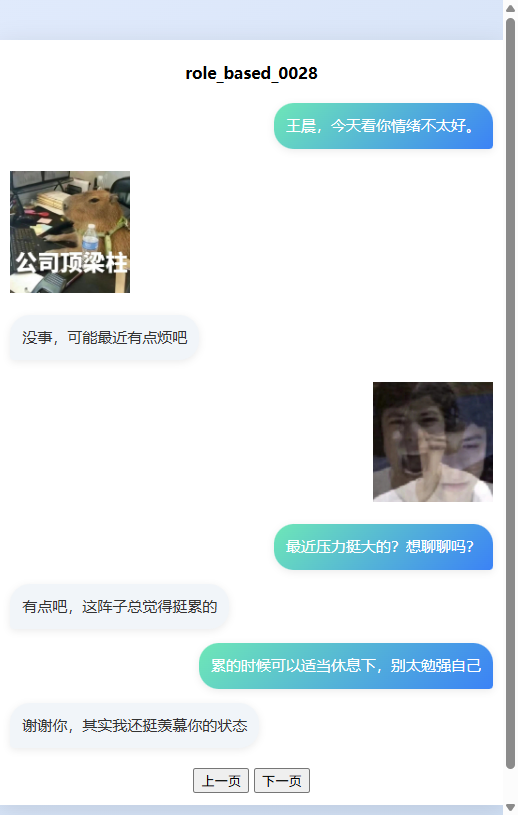 role_based_0028
王晨，今天看你情绪不太好。
公司顶梁柱
没事，可能最近有点烦吧
最近压力挺大的？想聊聊吗？
有点吧，这阵子总觉得挺累的
累的时候可以适当休息下，别太勉强自己
谢谢你，其实我还挺羡慕你的状态
上一页 下一页